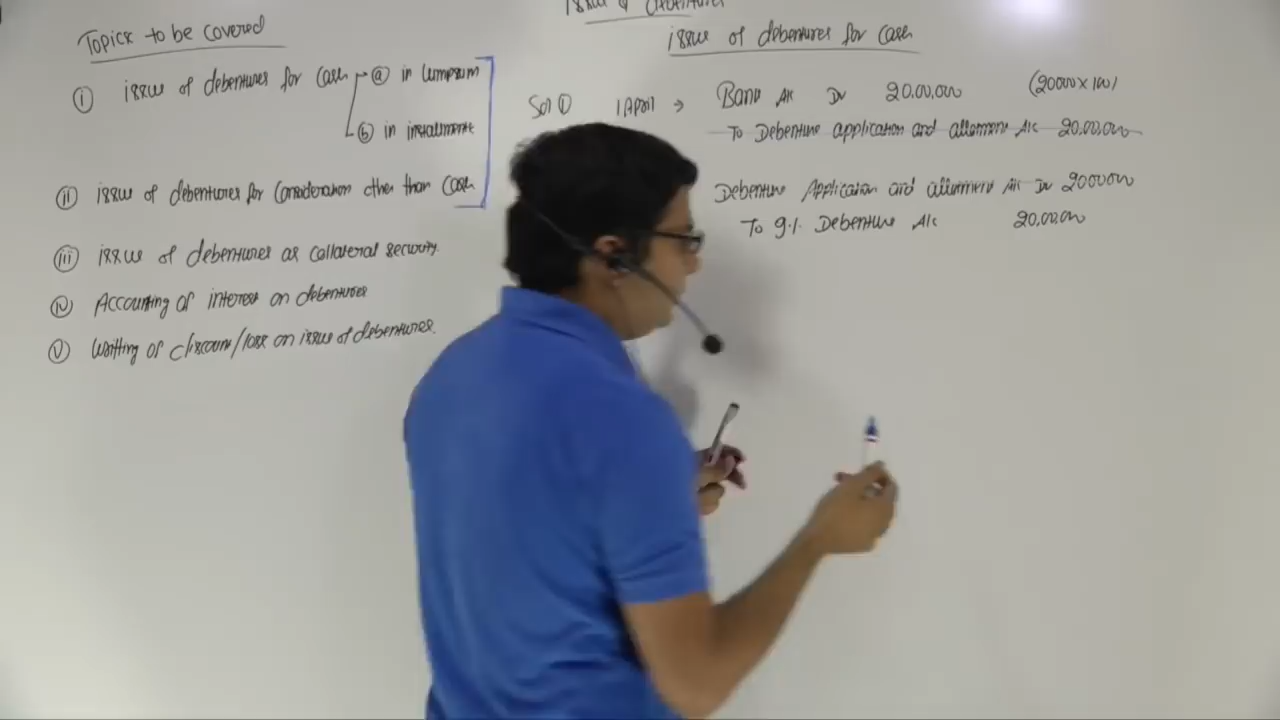 Issue of Debentures
Topics to be covered
(i) issue of debentures for cash → (a) in lumpsum
(b) in installments
(ii) issue of debentures for consideration other than cash
(iii) issue of debentures as collateral security.
(iv) Accounting of interest on debentures
(v) Writting of discount/loss on issue of debentures.
issue of debentures for cash
Sol (1) 1 April → Bank A/c Dr 20,00,000 (20000 x 100)
To Debenture application and allotment A/c 20,00,000
Debenture Application and allotment A/c Dr 2000000
To 9% Debenture A/c 20,00,000